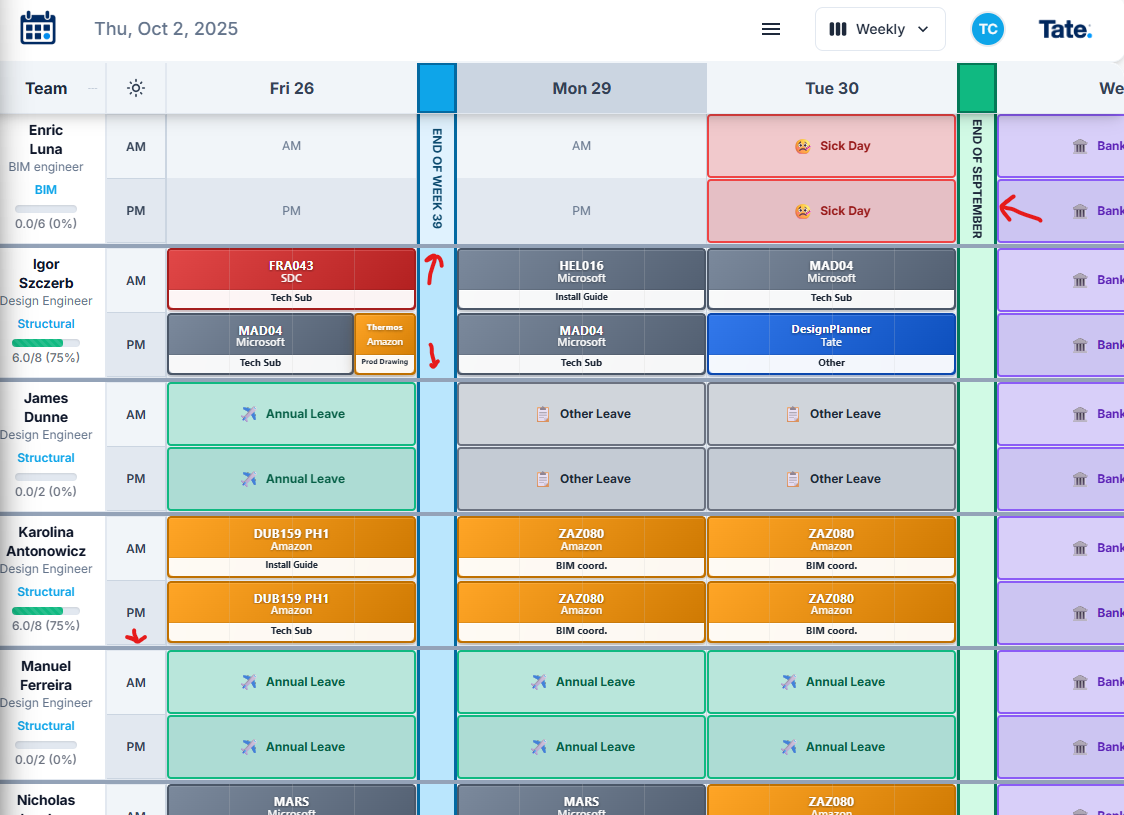 Thu, Oct 2, 2025
Weekly
TC
Tate.
Team
Fri 26
Mon 29
Tue 30
We
Enric
Luna
BIM engineer
BIM
0.0/6 (0%)
AM
AM
AM
Sick Day
Bank
PM
PM
PM
Sick Day
Bank
END OF WEEK 39
END OF SEPTEMBER
Igor
Szczerb
Design Engineer
Structural
6.0/8 (75%)
AM
FRA043
SDC
Tech Sub
HEL016
Microsoft
Install Guide
MAD04
Microsoft
Tech Sub
Bank
PM
MAD04
Microsoft
Tech Sub
Thermos
Amazon
Prod Drawing
MAD04
Microsoft
Tech Sub
DesignPlanner
Tate
Other
Bank
James
Dunne
Design Engineer
Structural
0.0/2 (0%)
AM
Annual Leave
Other Leave
Other Leave
Bank
PM
Annual Leave
Other Leave
Other Leave
Bank
Karolina
Antonowicz
Design Engineer
Structural
6.0/8 (75%)
AM
DUB159 PH1
Amazon
Install Guide
ZAZ080
Amazon
BIM coord.
ZAZ080
Amazon
BIM coord.
Bank
PM
DUB159 PH1
Amazon
Tech Sub
ZAZ080
Amazon
BIM coord.
ZAZ080
Amazon
BIM coord.
Bank
Manuel
Ferreira
Design Engineer
Structural
0.0/2 (0%)
AM
Annual Leave
Annual Leave
Annual Leave
Bank
PM
Annual Leave
Annual Leave
Annual Leave
Bank
Nicholas
AM
MARS
Microsoft
MARS
Microsoft
ZAZ080
Amazon
Bank